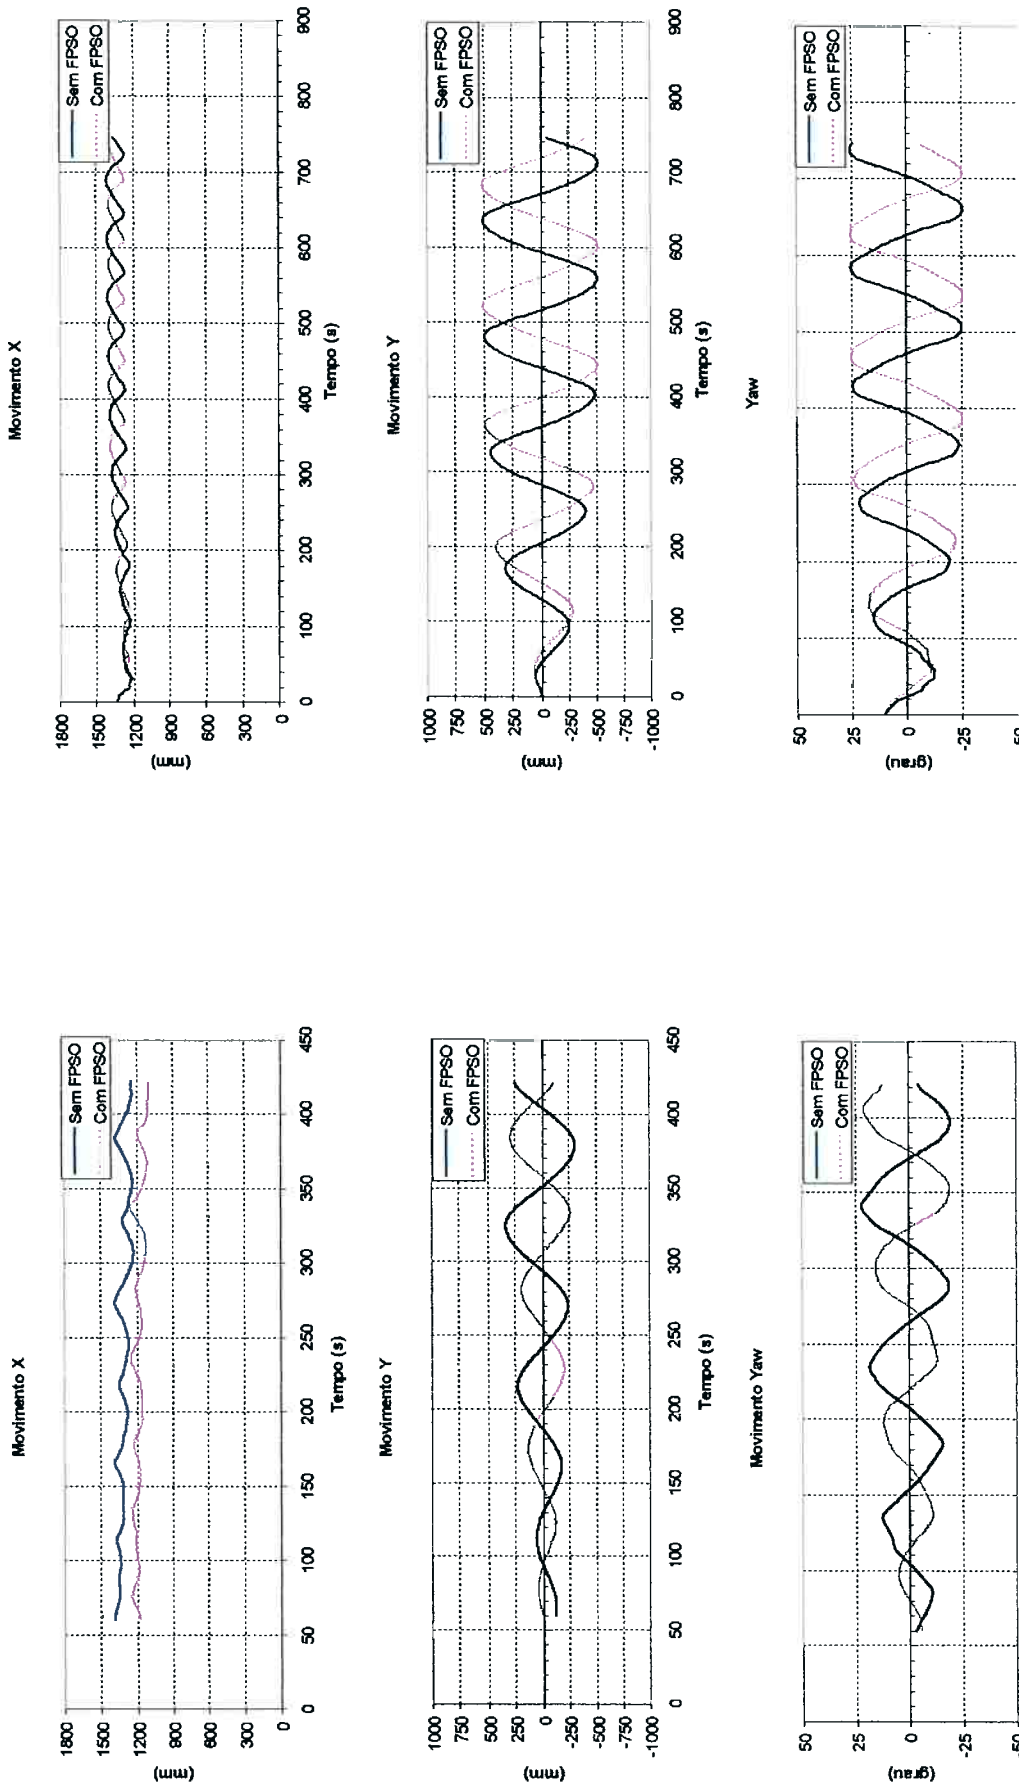 Movimento X
1800
1500
1200
900
600
300
0
(mm)
0 50 100 150 200 250 300 350 400 450
Tempo (s)
Sem FPSO
Com FPSO
Movimento X
1800
1500
1200
900
600
300
0
(mm)
0 100 200 300 400 500 600 700 800 900
Tempo (s)
Sem FPSO
Com FPSO
Movimento Y
1000
750
500
250
0
-250
-500
-750
-1000
(mm)
0 50 100 150 200 250 300 350 400 450
Tempo (s)
Sem FPSO
Com FPSO
Movimento Y
1000
750
500
250
0
-250
-500
-750
-1000
(mm)
0 100 200 300 400 500 600 700 800 900
Tempo (s)
Sem FPSO
Com FPSO
Movimento Yaw
50
25
0
-25
-50
(grau)
Sem FPSO
Com FPSO
Yaw
50
25
0
-25
-50
(grau)
Sem FPSO
Com FPSO